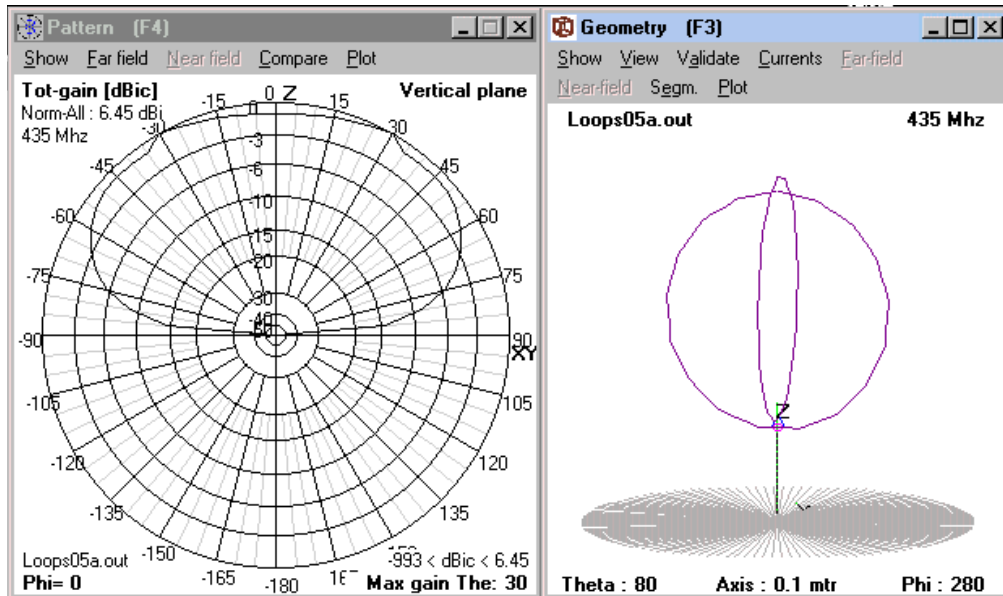 Pattern (F4)
Show Far field Near field Compare Plot
Tot-gain [dBic]
Vertical plane
Norm-All : 6.45 dBi
435 Mhz
0 Z
-15
15
-30
30
-45
45
-60
60
-75
75
-90
90
XY
-105
105
-120
120
-135
135
-150
-165
-180
0
-3
-6
-10
-15
-20
-30
-40
Loops05a.out
-993 < dBic < 6.45
Phi= 0
Max gain The: 30
Geometry (F3)
Show View Validate Currents Far-field
Near-field Segm. Plot
Loops05a.out
435 Mhz
Z
Theta : 80
Axis : 0.1 mtr
Phi : 280